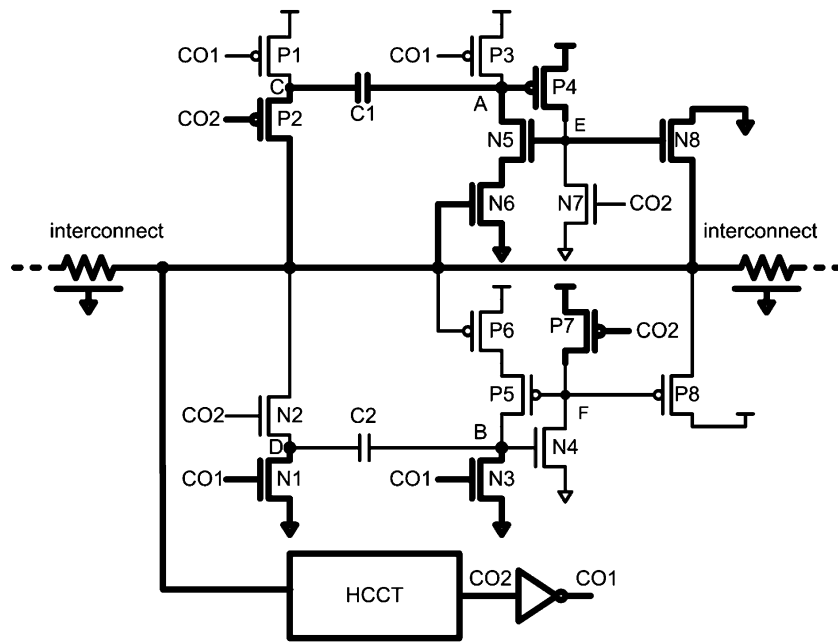 CO1
P1
CO1
P3
C
P4
A
CO2
P2
C1
E
N5
N8
N6
N7
CO2
interconnect
interconnect
P6
P7
CO2
P5
P8
F
CO2
N2
C2
B
D
N4
CO1
N1
CO1
N3
HCCT
CO2
CO1